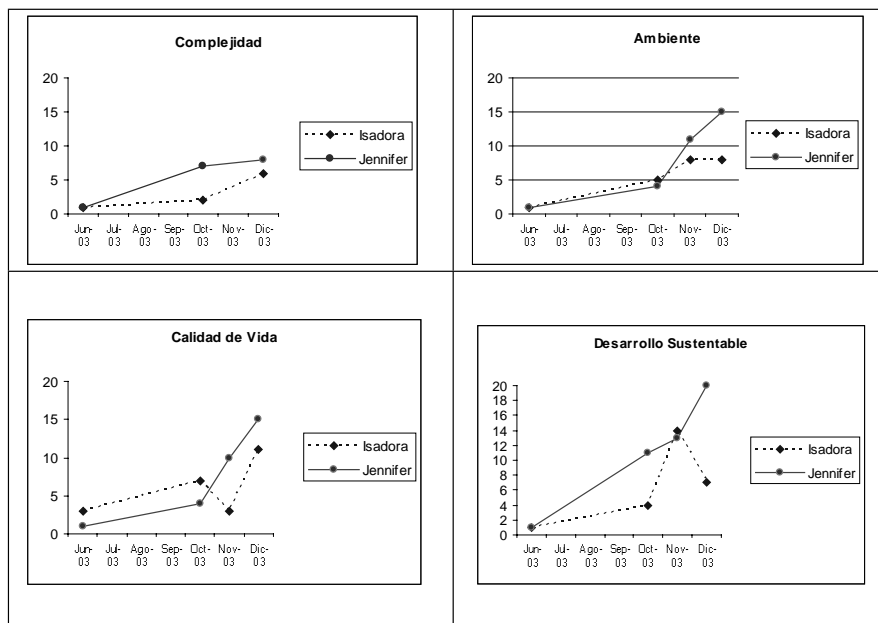 Complejidad
20
15
10
5
0
Jun- Jul- Ago- Sep- Oct- Nov- Dic-
03 03 03 03 03 03 03
Isadora
Jennifer
Ambiente
20
15
10
5
0
Jun- Jul- Ago- Sep- Oct- Nov- Dic-
03 03 03 03 03 03 03
Isadora
Jennifer
Calidad de Vida
20
15
10
5
0
Jun- Jul- Ago- Sep- Oct- Nov- Dic-
03 03 03 03 03 03 03
Isadora
Jennifer
Desarrollo Sustentable
20
18
16
14
12
10
8
6
4
2
0
Jun- Jul- Ago- Sep- Oct- Nov- Dic-
03 03 03 03 03 03 03
Isadora
Jennifer